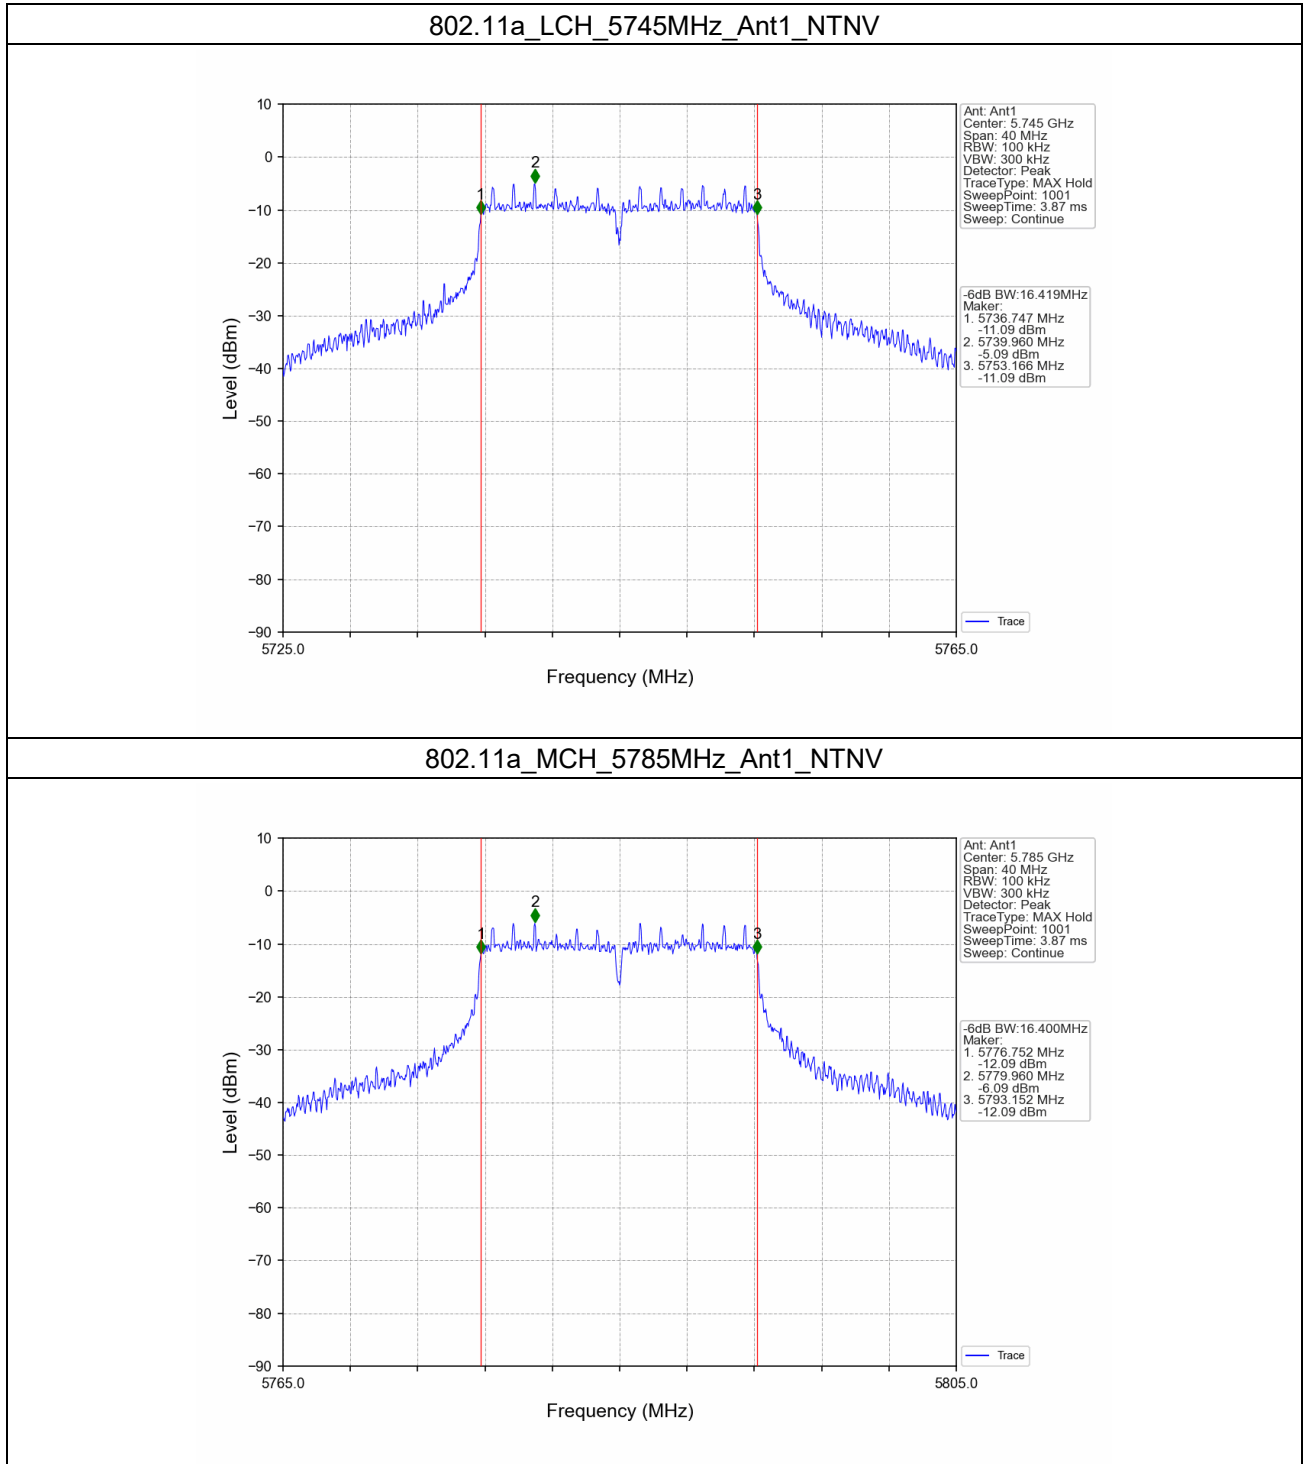 802.11a_LCH_5745MHz_Ant1_NTNV
10
0
−10
−20
−30
−40
−50
−60
−70
−80
−90
Level (dBm)
1
2
3
5725.0
5765.0
Frequency (MHz)
Ant: Ant1
Center: 5.745 GHz
Span: 40 MHz
RBW: 100 kHz
VBW: 300 kHz
Detector: Peak
TraceType: MAX Hold
SweepPoint: 1001
SweepTime: 3.87 ms
Sweep: Continue
-6dB BW:16.419MHz
Maker:
1. 5736.747 MHz
-11.09 dBm
2. 5739.960 MHz
-5.09 dBm
3. 5753.166 MHz
-11.09 dBm
Trace
802.11a_MCH_5785MHz_Ant1_NTNV
10
0
−10
−20
−30
−40
−50
−60
−70
−80
−90
Level (dBm)
1
2
3
5765.0
5805.0
Frequency (MHz)
Ant: Ant1
Center: 5.785 GHz
Span: 40 MHz
RBW: 100 kHz
VBW: 300 kHz
Detector: Peak
TraceType: MAX Hold
SweepPoint: 1001
SweepTime: 3.87 ms
Sweep: Continue
-6dB BW:16.400MHz
Maker:
1. 5776.752 MHz
-12.09 dBm
2. 5779.960 MHz
-6.09 dBm
3. 5793.152 MHz
-12.09 dBm
Trace